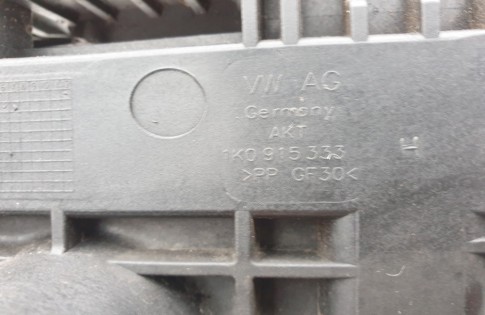 VW AG
Germany
AKT
1K0 915 333
>PP GF30<